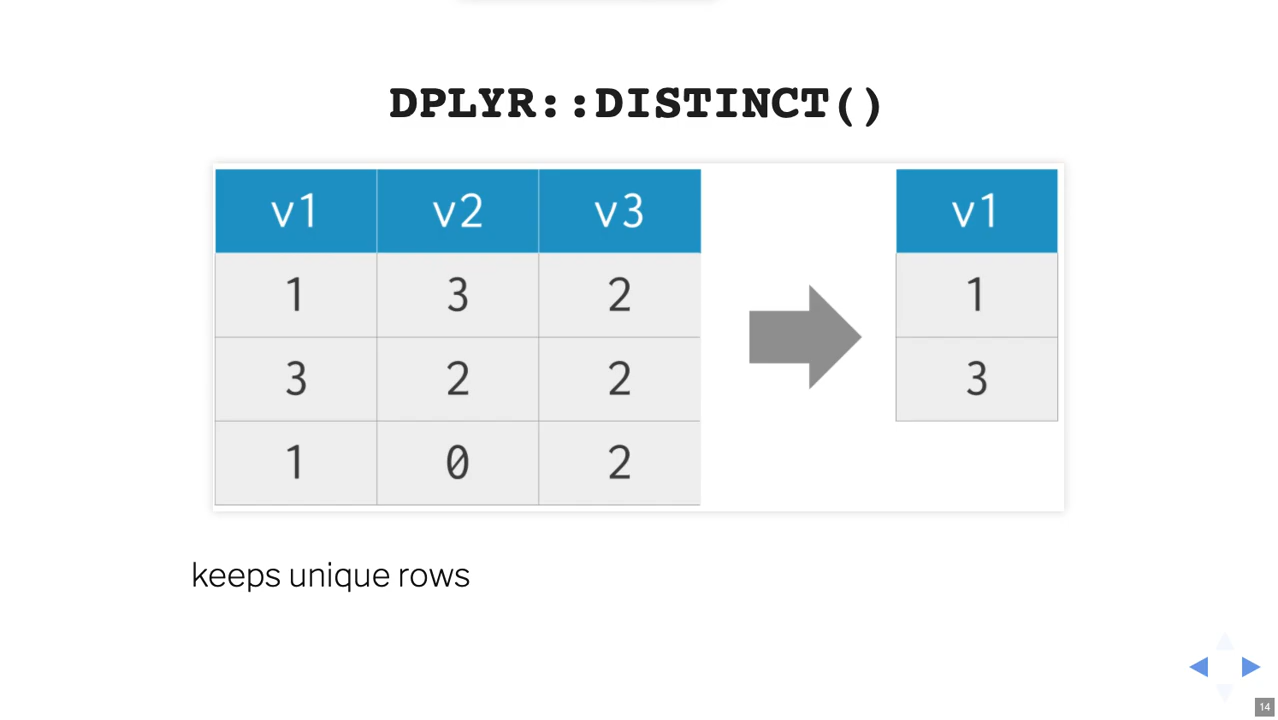 DPLYR::DISTINCT()
v1 v2 v3 v1
1 3 2 1
3 2 2 3
1 0 2
keeps unique rows
14